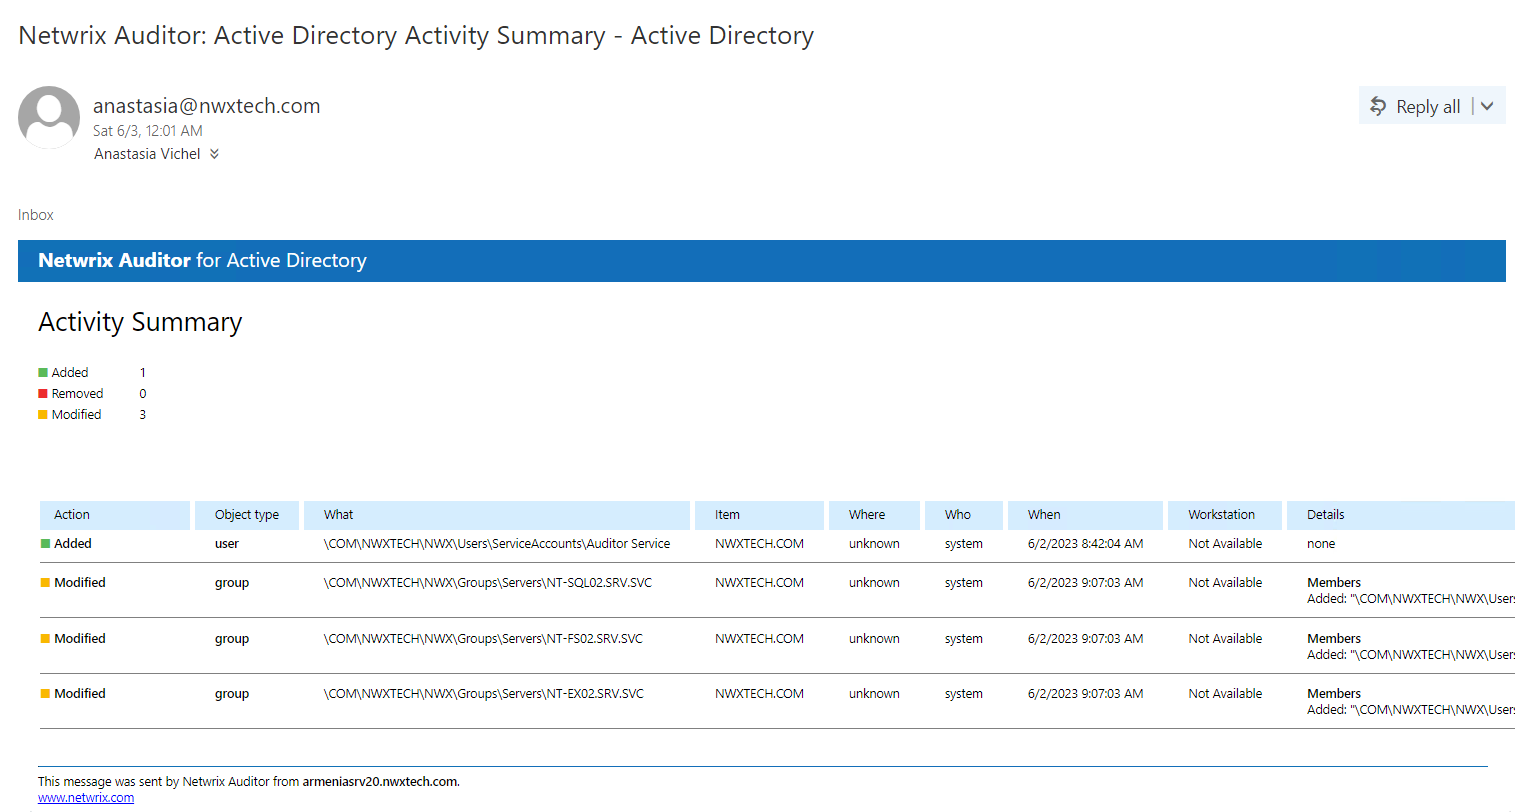 Netwrix Auditor: Active Directory Activity Summary - Active Directory
anastasia@nwxtech.com
Reply all
Sat 6/3, 12:01 AM
Anastasia Vichel
Inbox
Netwrix Auditor for Active Directory
Activity Summary
Added 1
Removed 0
Modified 3
Action Object type What Item Where Who When Workstation Details
Added user \COM\NWXTECH\NWX\Users\ServiceAccounts\Auditor Service NWXTECH.COM unknown system 6/2/2023 8:42:04 AM Not Available none
Modified group \COM\NWXTECH\NWX\Groups\Servers\NT-SQL02.SRV.SVC NWXTECH.COM unknown system 6/2/2023 9:07:03 AM Not Available Members
Added: "\COM\NWXTECH\NWX\Users
Modified group \COM\NWXTECH\NWX\Groups\Servers\NT-FS02.SRV.SVC NWXTECH.COM unknown system 6/2/2023 9:07:03 AM Not Available Members
Added: "\COM\NWXTECH\NWX\Users
Modified group \COM\NWXTECH\NWX\Groups\Servers\NT-EX02.SRV.SVC NWXTECH.COM unknown system 6/2/2023 9:07:03 AM Not Available Members
Added: "\COM\NWXTECH\NWX\Users
This message was sent by Netwrix Auditor from armeniasrv20.nwxtech.com.
www.netwrix.com